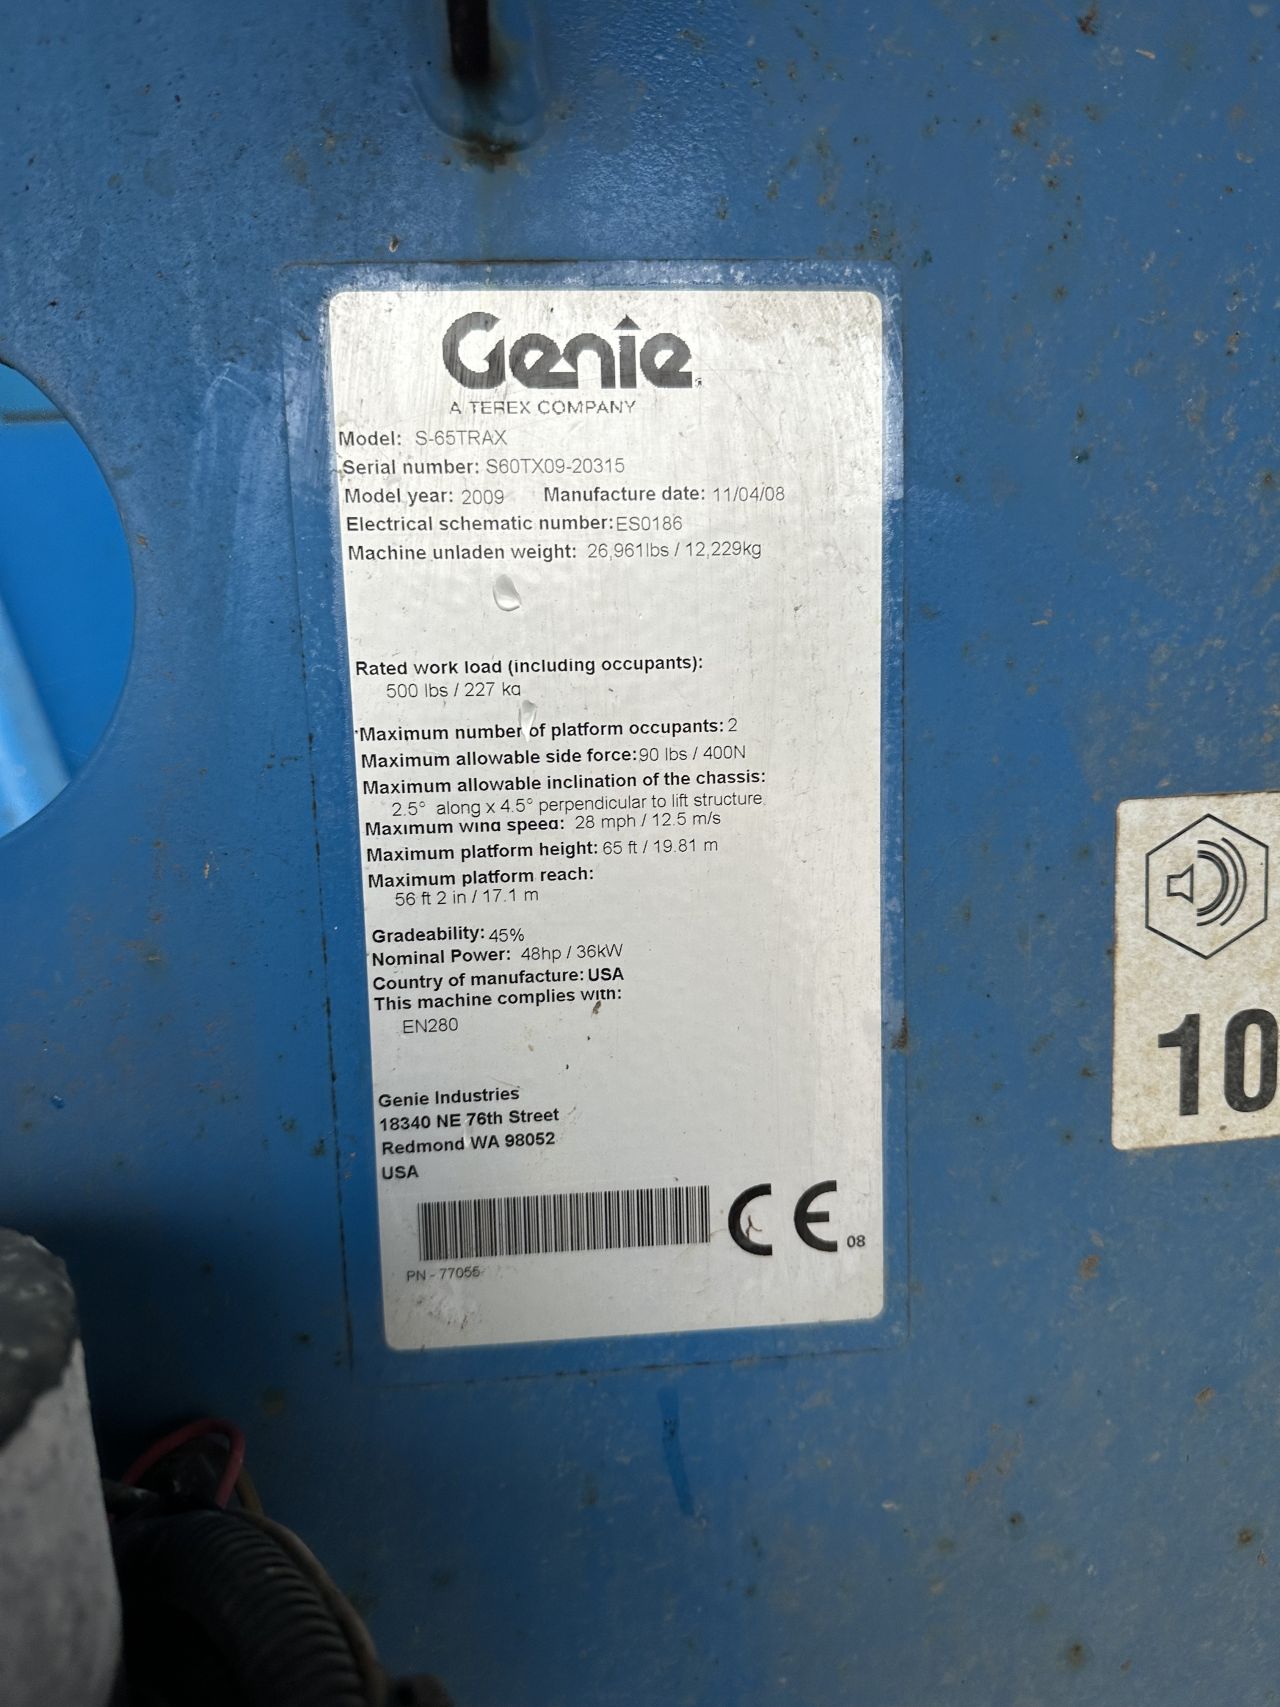 Genie
A TEREX COMPANY
Model: S-65TRAX
Serial number: S60TX09-20315
Model year: 2009 Manufacture date: 11/04/08
Electrical schematic number:ES0186
Machine unladen weight: 26,961lbs / 12,229kg
Rated work load (including occupants):
500 lbs / 227 kg
Maximum number of platform occupants: 2
Maximum allowable side force:90 lbs / 400N
Maximum allowable inclination of the chassis:
2.5° along x 4.5° perpendicular to lift structure.
Maximum wind speed: 28 mph / 12.5 m/s
Maximum platform height: 65 ft / 19.81 m
Maximum platform reach:
56 ft 2 in / 17.1 m
Gradeability: 45%
Nominal Power: 48hp / 36kW
Country of manufacture: USA
This machine complies with:
EN280
Genie Industries
18340 NE 76th Street
Redmond WA 98052
USA
CE 08
PN - 77055
10